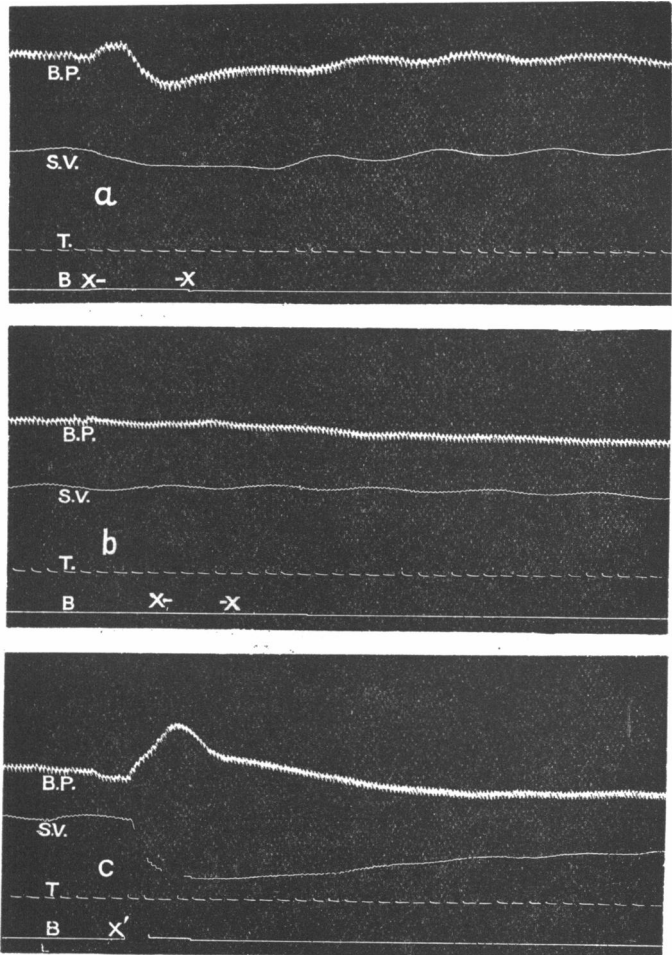 B.P.
S.V.
a
T.
B X- -X
B.P.
S.V.
b
T.
B X- -X
B.P.
S.V.
C
T
B X'